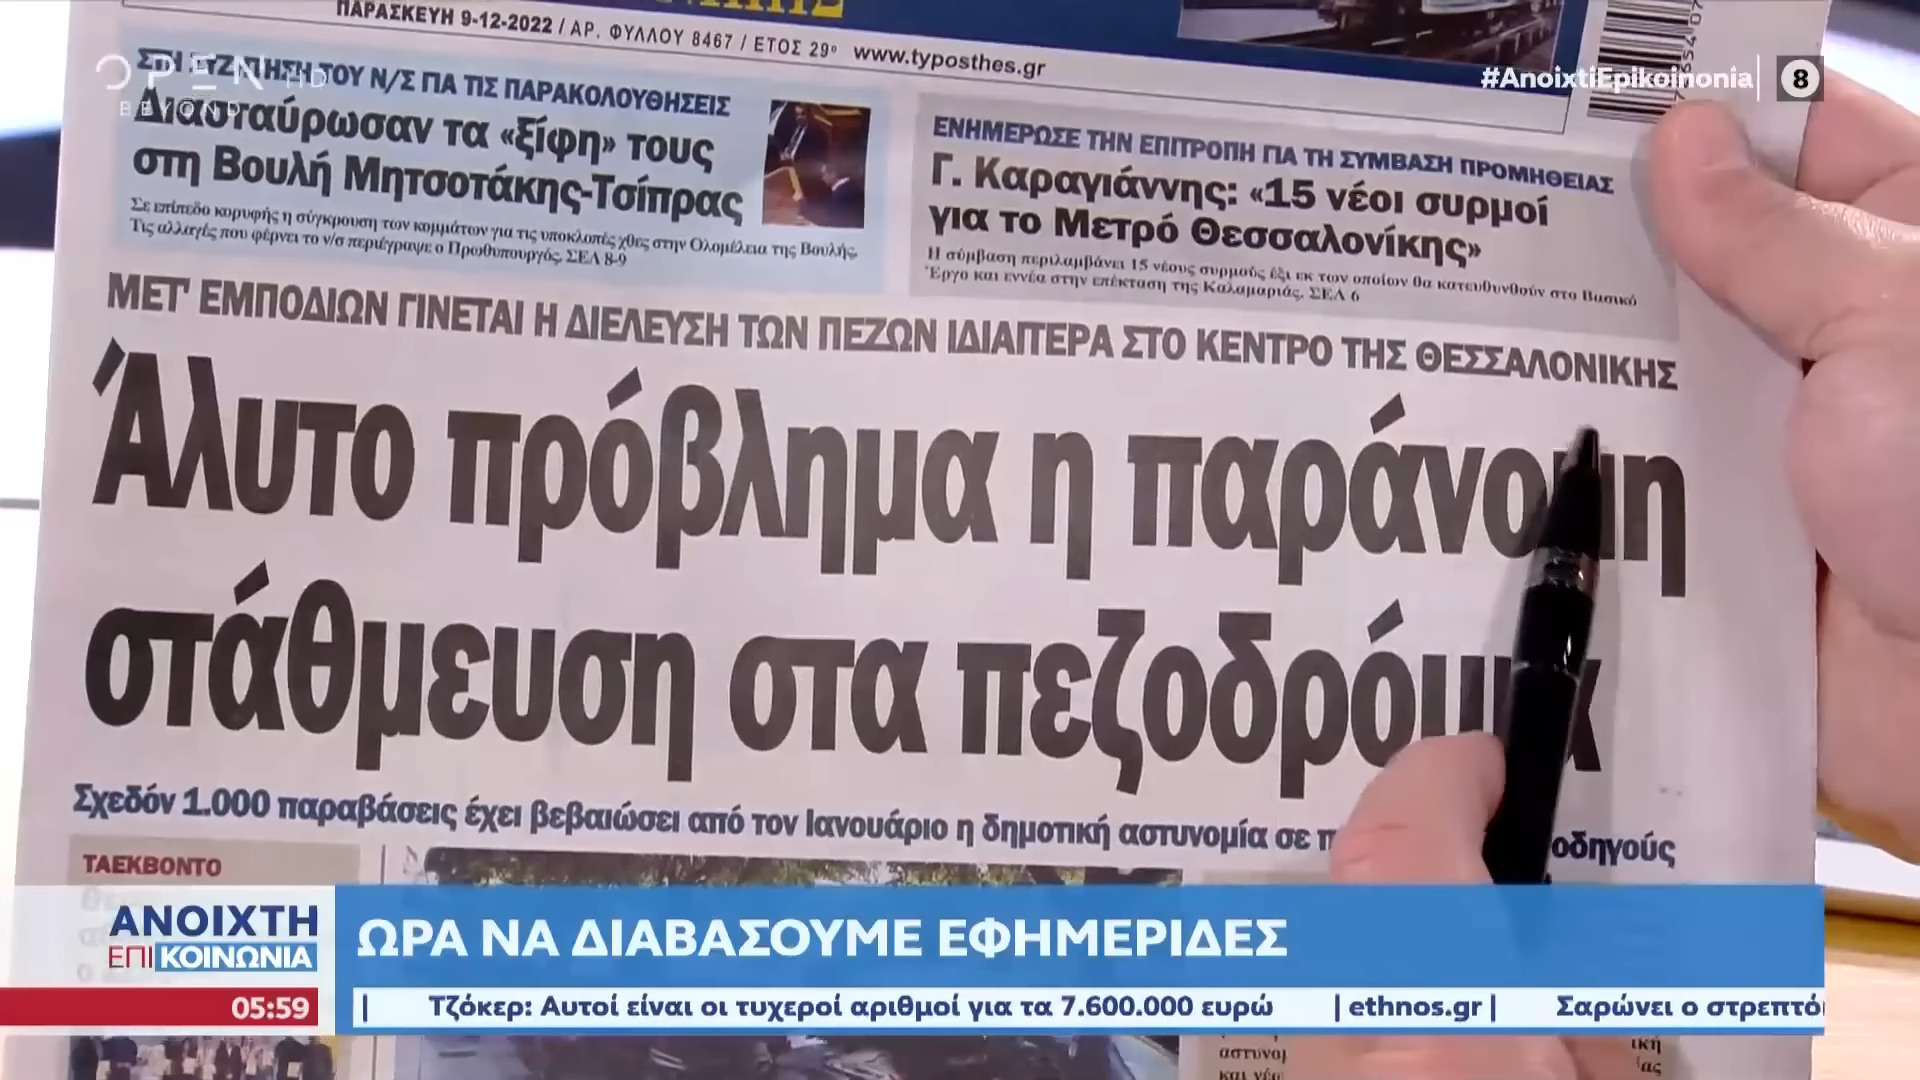 ΠΑΡΑΣΚΕΥΗ 9-12-2022 / ΑΡ. ΦΥΛΛΟΥ 8467 / ΕΤΟΣ 29º www.typosthes.gr
OPEN HD
BEYOND
#AnoixtiEpikoinonia 8
ΤΟΥ Ν/Σ ΓΙΑ ΤΙΣ ΠΑΡΑΚΟΛΟΥΘΗΣΕΙΣ
Διασταύρωσαν τα «ξίφη» τους
στη Βουλή Μητσοτάκης-Τσίπρας
Σε επίπεδο κορυφής η σύγκρουση των κομμάτων για τις υποκλοπές χθες στην Ολομέλεια της Βουλής.
Τις αλλαγές που φέρνει το ν/σ περιέγραψε ο Πρωθυπουργός. ΣΕΛ 8-9
ΕΝΗΜΕΡΩΣΕ ΤΗΝ ΕΠΙΤΡΟΠΗ ΓΙΑ ΤΗ ΣΥΜΒΑΣΗ ΠΡΟΜΗΘΕΙΑΣ
Γ. Καραγιάννης: «15 νέοι συρμοί
για το Μετρό Θεσσαλονίκης»
Η σύμβαση περιλαμβάνει 15 νέους συρμούς έξι εκ των οποίων θα κατευθυνθούν στο Βασικό
Έργο και εννέα στην επέκταση της Καλαμαριάς. ΣΕΛ 6
ΜΕΤ' ΕΜΠΟΔΙΩΝ ΓΙΝΕΤΑΙ Η ΔΙΕΛΕΥΣΗ ΤΩΝ ΠΕΖΩΝ ΙΔΙΑΙΤΕΡΑ ΣΤΟ ΚΕΝΤΡΟ ΤΗΣ ΘΕΣΣΑΛΟΝΙΚΗΣ
Άλυτο πρόβλημα η παράνομη
στάθμευση στα πεζοδρόμια
Σχεδόν 1.000 παραβάσεις έχει βεβαιώσει από τον Ιανουάριο η δημοτική αστυνομία σε οδηγούς
ΤΑΕΚΒΟΝΤΟ
ΑΝΟΙΧΤΗ
ΕΠΙΚΟΙΝΩΝΙΑ
ΩΡΑ ΝΑ ΔΙΑΒΑΣΟΥΜΕ ΕΦΗΜΕΡΙΔΕΣ
05:59
| Τζόκερ: Αυτοί είναι οι τυχεροί αριθμοί για τα 7.600.000 ευρώ | ethnos.gr | Σαρώνει ο στρεπτό